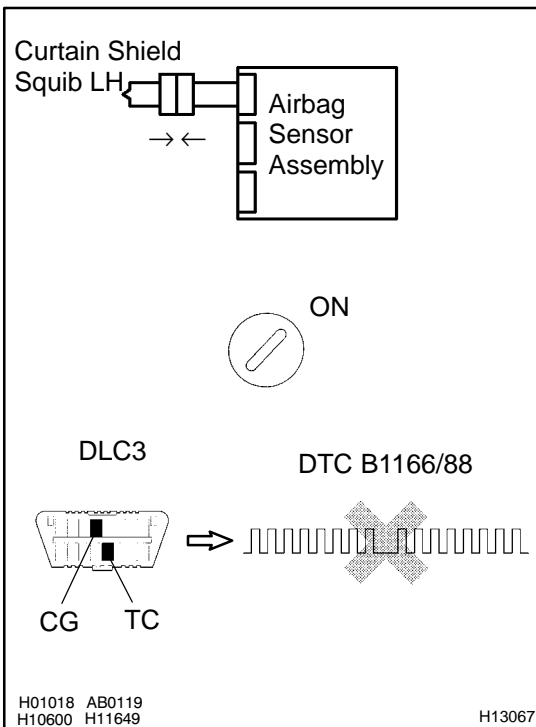 Curtain Shield
Squib LH
Airbag
Sensor
Assembly
ON
DLC3
DTC B1166/88
CG
TC
H01018 AB0119
H10600 H11649
H13067